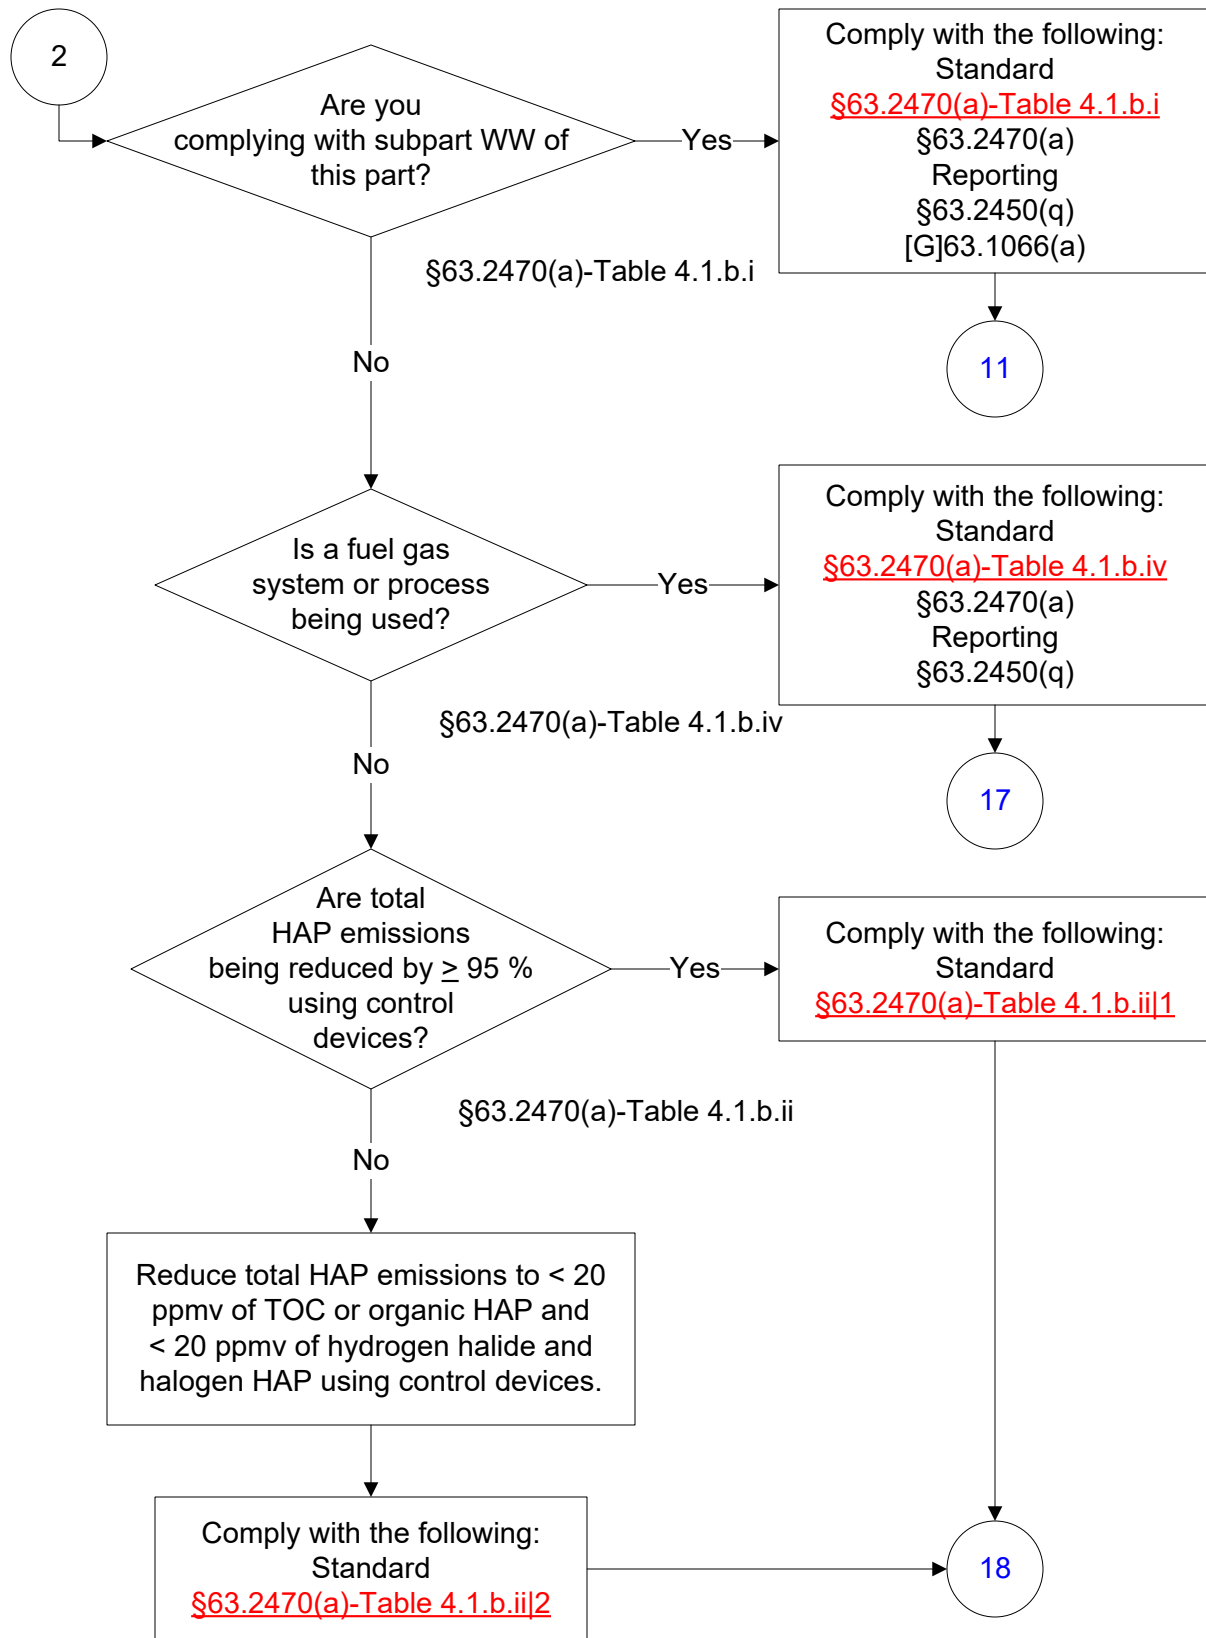 2
Are you
complying with subpart WW of
this part?
Yes
Comply with the following:
Standard
§63.2470(a)-Table 4.1.b.i
§63.2470(a)
Reporting
§63.2450(q)
[G]63.1066(a)
§63.2470(a)-Table 4.1.b.i
No
11
Is a fuel gas
system or process
being used?
Yes
Comply with the following:
Standard
§63.2470(a)-Table 4.1.b.iv
§63.2470(a)
Reporting
§63.2450(q)
§63.2470(a)-Table 4.1.b.iv
No
17
Are total
HAP emissions
being reduced by ≥ 95 %
using control
devices?
Yes
Comply with the following:
Standard
§63.2470(a)-Table 4.1.b.ii|1
§63.2470(a)-Table 4.1.b.ii
No
Reduce total HAP emissions to < 20
ppmv of TOC or organic HAP and
< 20 ppmv of hydrogen halide and
halogen HAP using control devices.
Comply with the following:
Standard
§63.2470(a)-Table 4.1.b.ii|2
18